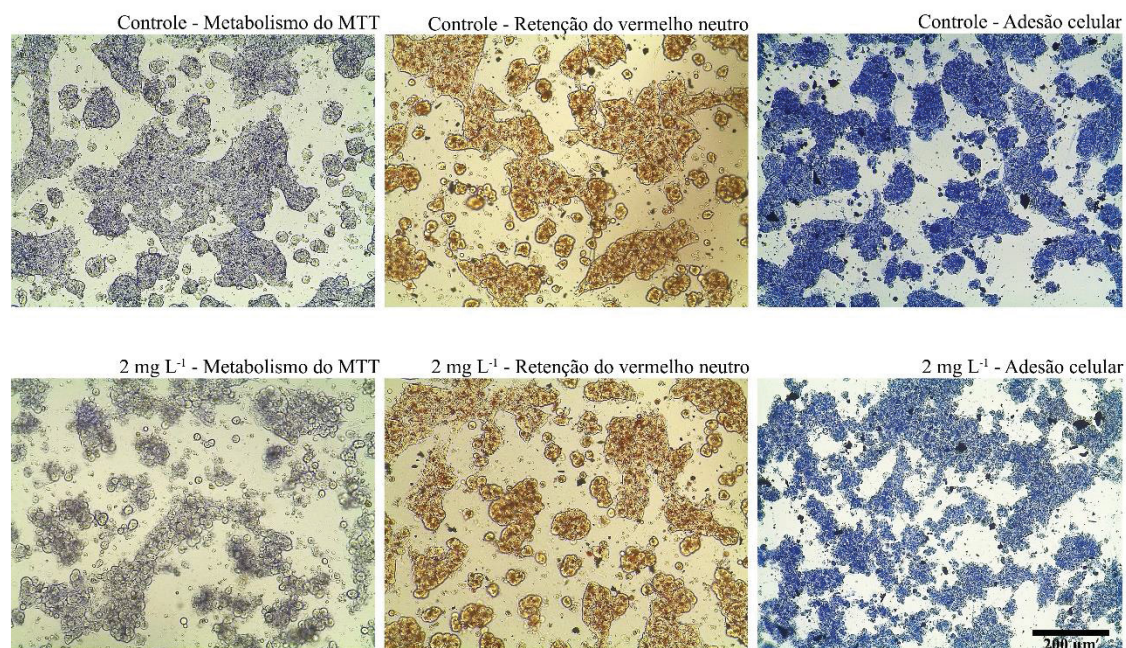 Controle - Metabolismo do MTT
Controle - Retenção do vermelho neutro
Controle - Adesão celular
2 mg L⁻¹ - Metabolismo do MTT
2 mg L⁻¹ - Retenção do vermelho neutro
2 mg L⁻¹ - Adesão celular
200 µm